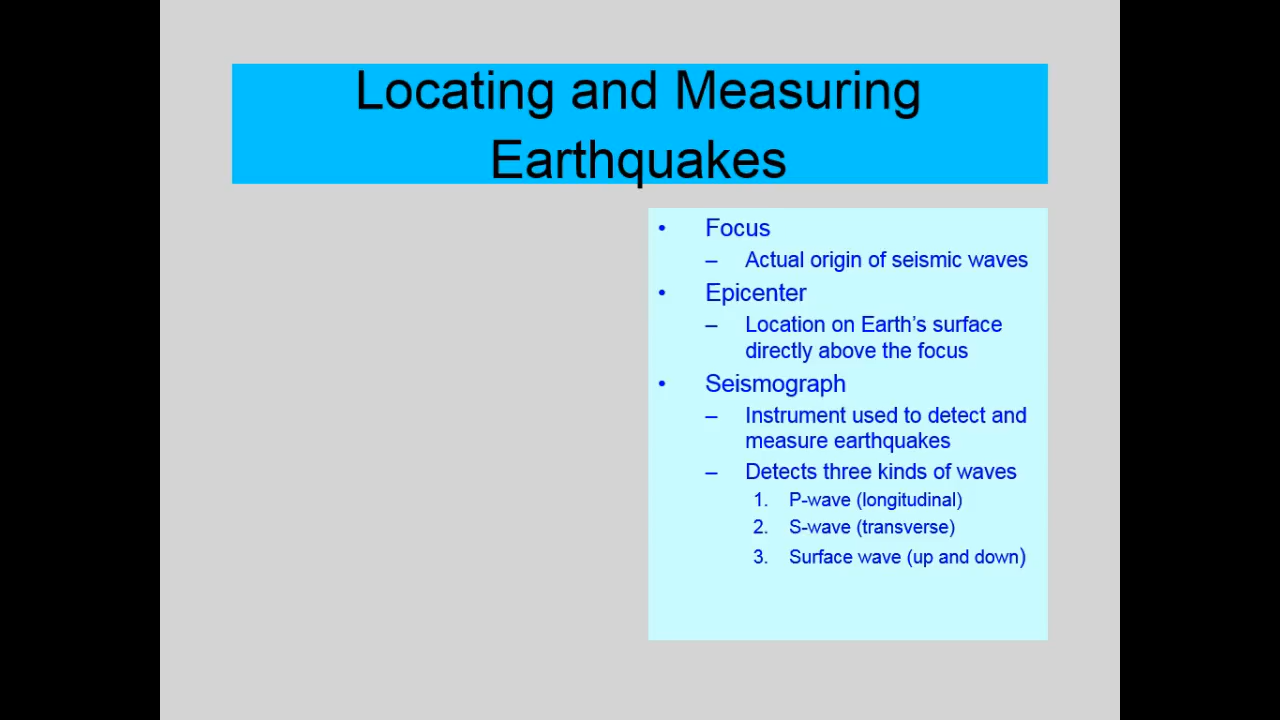 Locating and Measuring
Earthquakes
• Focus
– Actual origin of seismic waves
• Epicenter
– Location on Earth’s surface
directly above the focus
• Seismograph
– Instrument used to detect and
measure earthquakes
– Detects three kinds of waves
1. P-wave (longitudinal)
2. S-wave (transverse)
3. Surface wave (up and down)